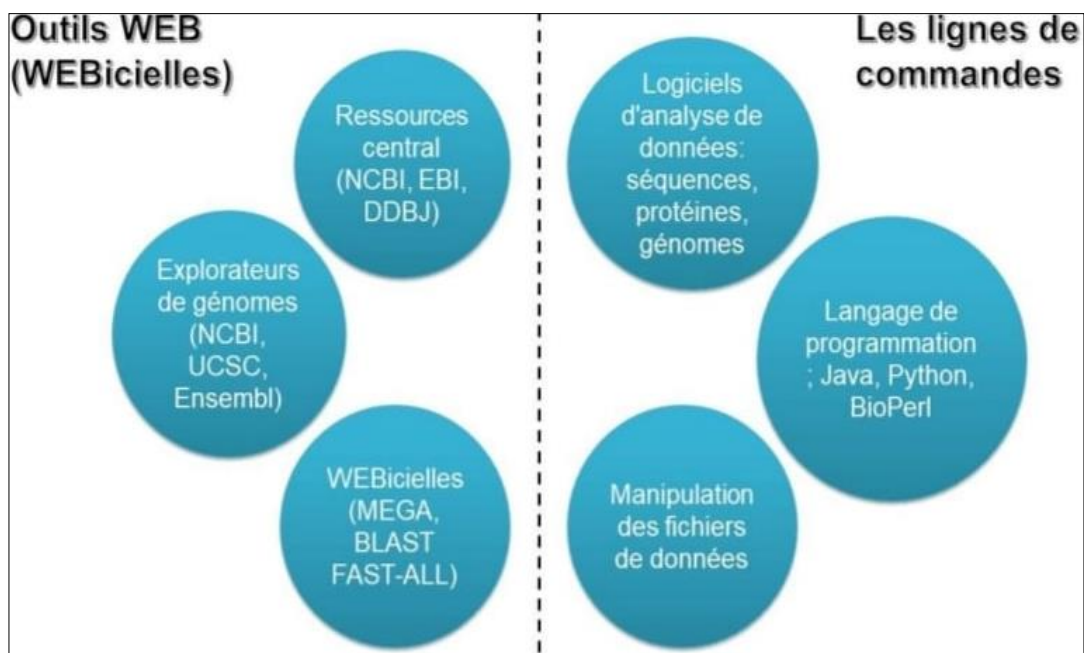 Outils WEB
(WEBicielles)
Ressources
central
(NCBI, EBI,
DDBJ)
Explorateurs
de génomes
(NCBI,
UCSC,
Ensembl)
WEBicielles
(MEGA,
BLAST
FAST-ALL)
Les lignes de
commandes
Logiciels
d'analyse de
données:
séquences,
protéines,
génomes
Langage de
programmation
; Java, Python,
BioPerl
Manipulation
des fichiers
de données